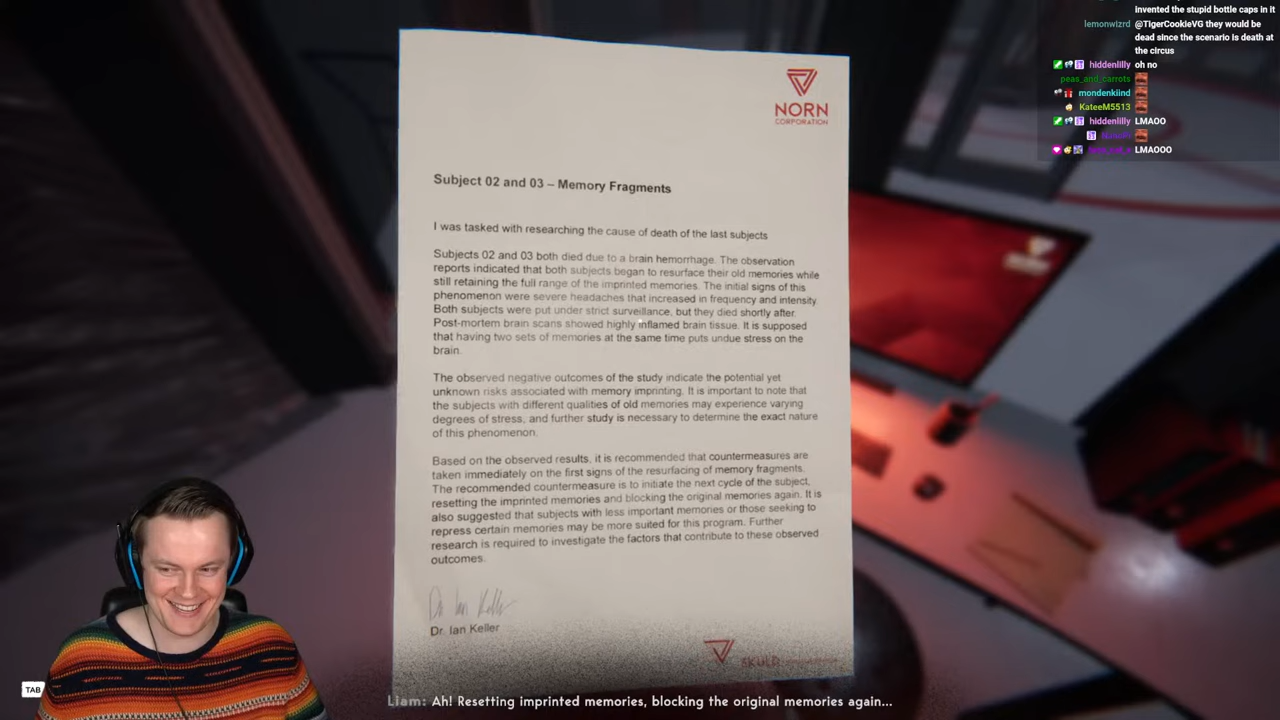 invented the stupid bottle caps in it
lemonwizrd @TigerCookieVG they would be
dead since the scenario is death at
the circus
hiddenlilly oh no
peas_and_carrots
mondenkiind
KateeM5513
hiddenlilly LMAOO
LMAOOO
NORN
CORPORATION
Subject 02 and 03 – Memory Fragments
I was tasked with researching the cause of death of the last subjects
Subjects 02 and 03 both died due to a brain hemorrhage. The observation
reports indicated that both subjects began to resurface their old memories while
still retaining the full range of the imprinted memories. The initial signs of this
phenomenon were severe headaches that increased in frequency and intensity.
Both subjects were put under strict surveillance, but they died shortly after.
Post-mortem brain scans showed highly inflamed brain tissue. It is supposed
that having two sets of memories at the same time puts undue stress on the
brain.
The observed negative outcomes of the study indicate the potential yet
unknown risks associated with memory imprinting. It is important to note that
the subjects with different qualities of old memories may experience varying
degrees of stress, and further study is necessary to determine the exact nature
of this phenomenon.
Based on the observed results, it is recommended that countermeasures are
taken immediately on the first signs of the resurfacing of memory fragments.
The recommended countermeasure is to initiate the next cycle of the subject,
resetting the imprinted memories and blocking the original memories again. It is
also suggested that subjects with less important memories or those seeking to
repress certain memories may be more suited for this program. Further
research is required to investigate the factors that contribute to these observed
outcomes.
Dr. Ian Keller
Dr. Ian Keller
SKULD
TAB
Liam: Ah! Resetting imprinted memories, blocking the original memories again...